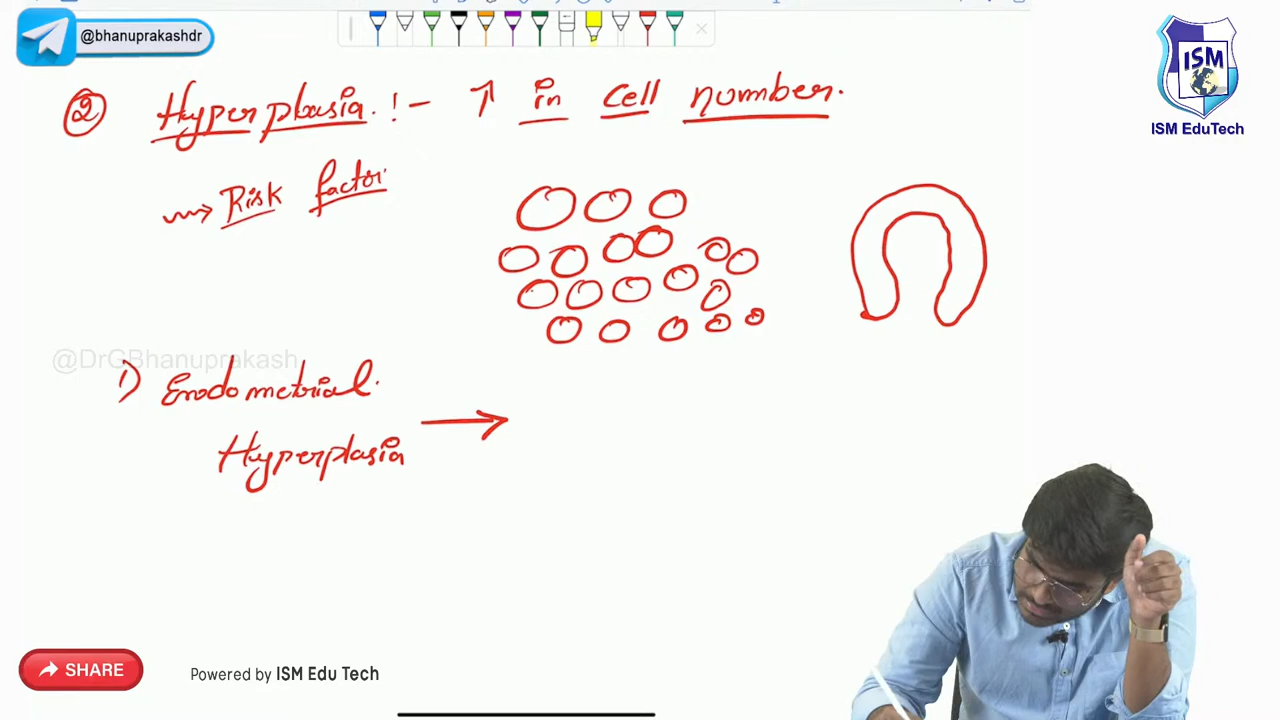 @bhanuprakashdr
ISM
ISM EduTech
② Hyperplasia :- ↑ in cell number.
Risk factor
@DrGBhanuprakash
1) Endometrial
Hyperplasia →
SHARE
Powered by ISM Edu Tech